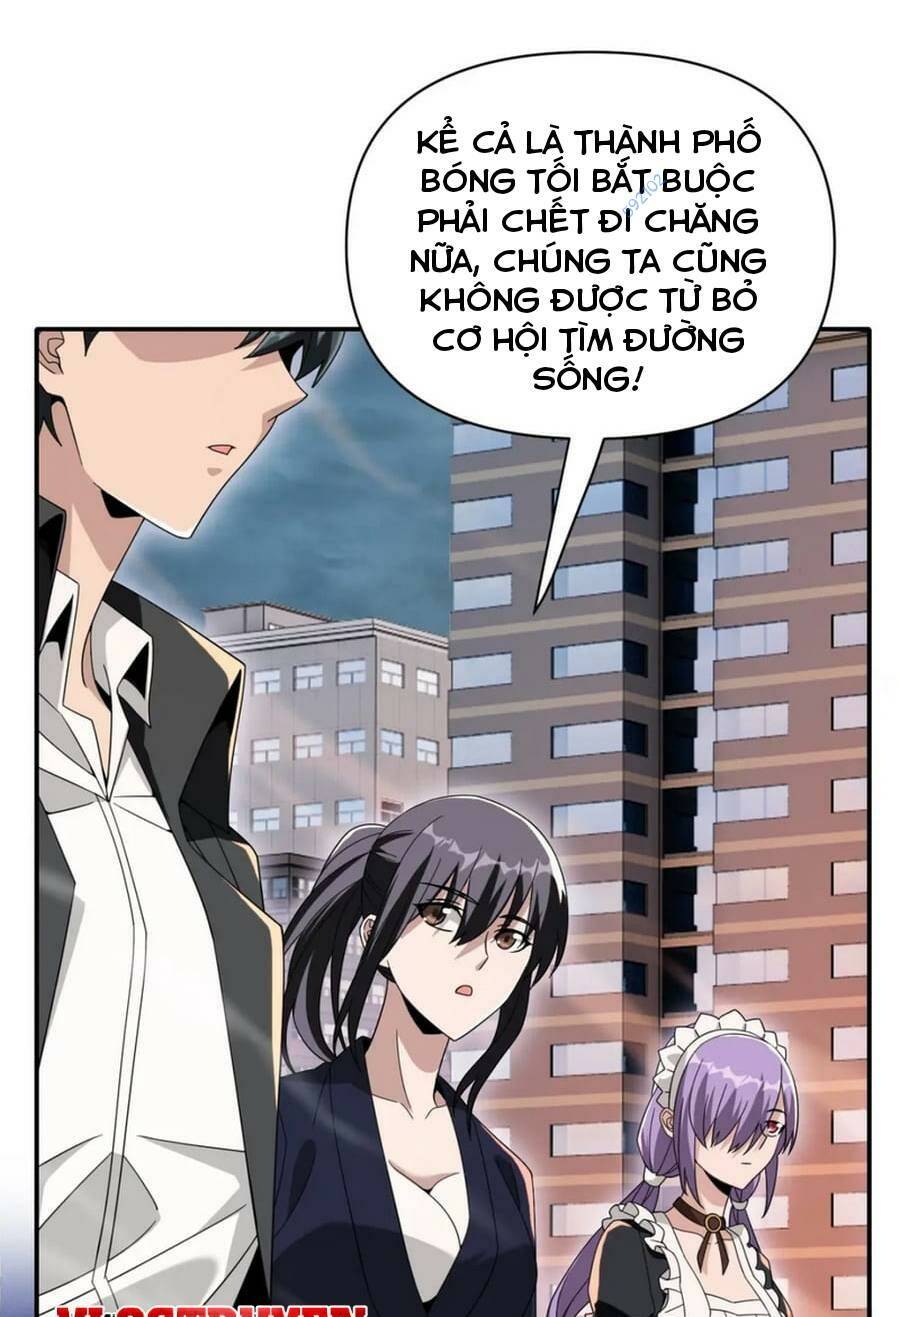 KỂ CẢ LÀ THÀNH PHỐ
BÓNG TỐI BẮT BUỘC
PHẢI CHẾT ĐI CHĂNG
NỮA, CHÚNG TA CŨNG
KHÔNG ĐƯỢC TỪ BỎ
CƠ HỘI TÌM ĐƯỜNG
SỐNG!
592102